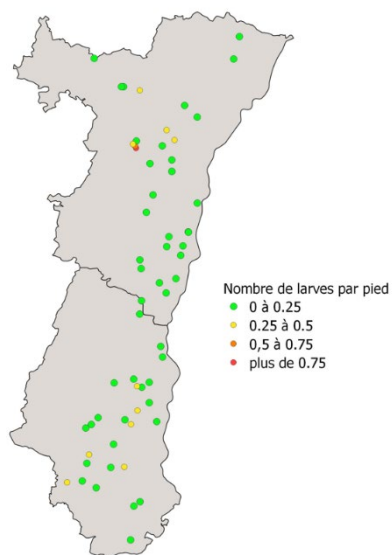 Nombre de larves par pied
0 à 0.25
0.25 à 0.5
0,5 à 0.75
plus de 0.75